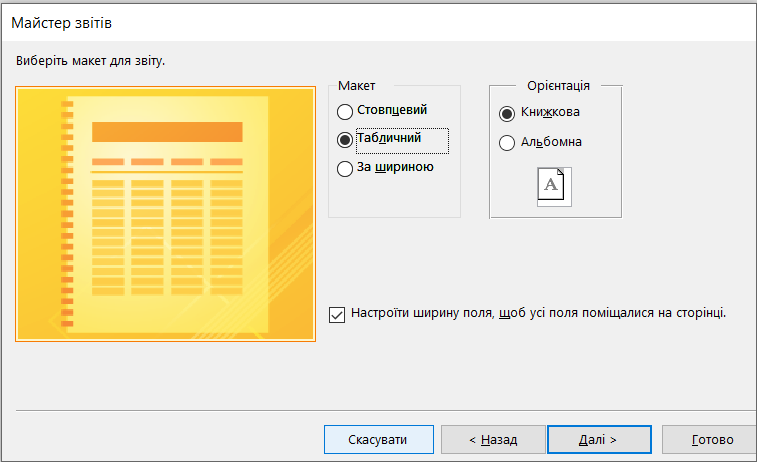 Майстер звітів
Виберіть макет для звіту.
Макет
Стовпцевий
Табличний
За шириною
Орієнтація
Книжкова
Альбомна
A
Настроїти ширину поля, щоб усі поля поміщалися на сторінці.
Скасувати
< Назад
Далі >
Готово